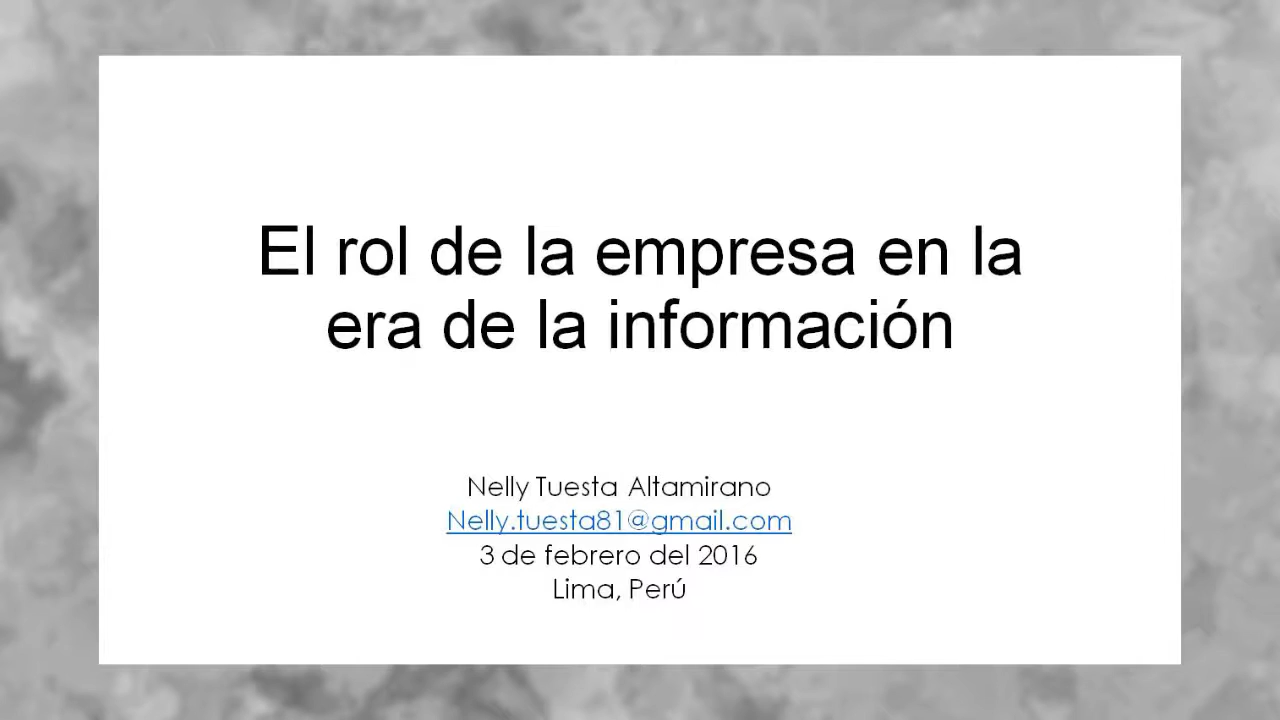 El rol de la empresa en la
era de la información
Nelly Tuesta Altamirano
Nelly.tuesta81@gmail.com
3 de febrero del 2016
Lima, Perú